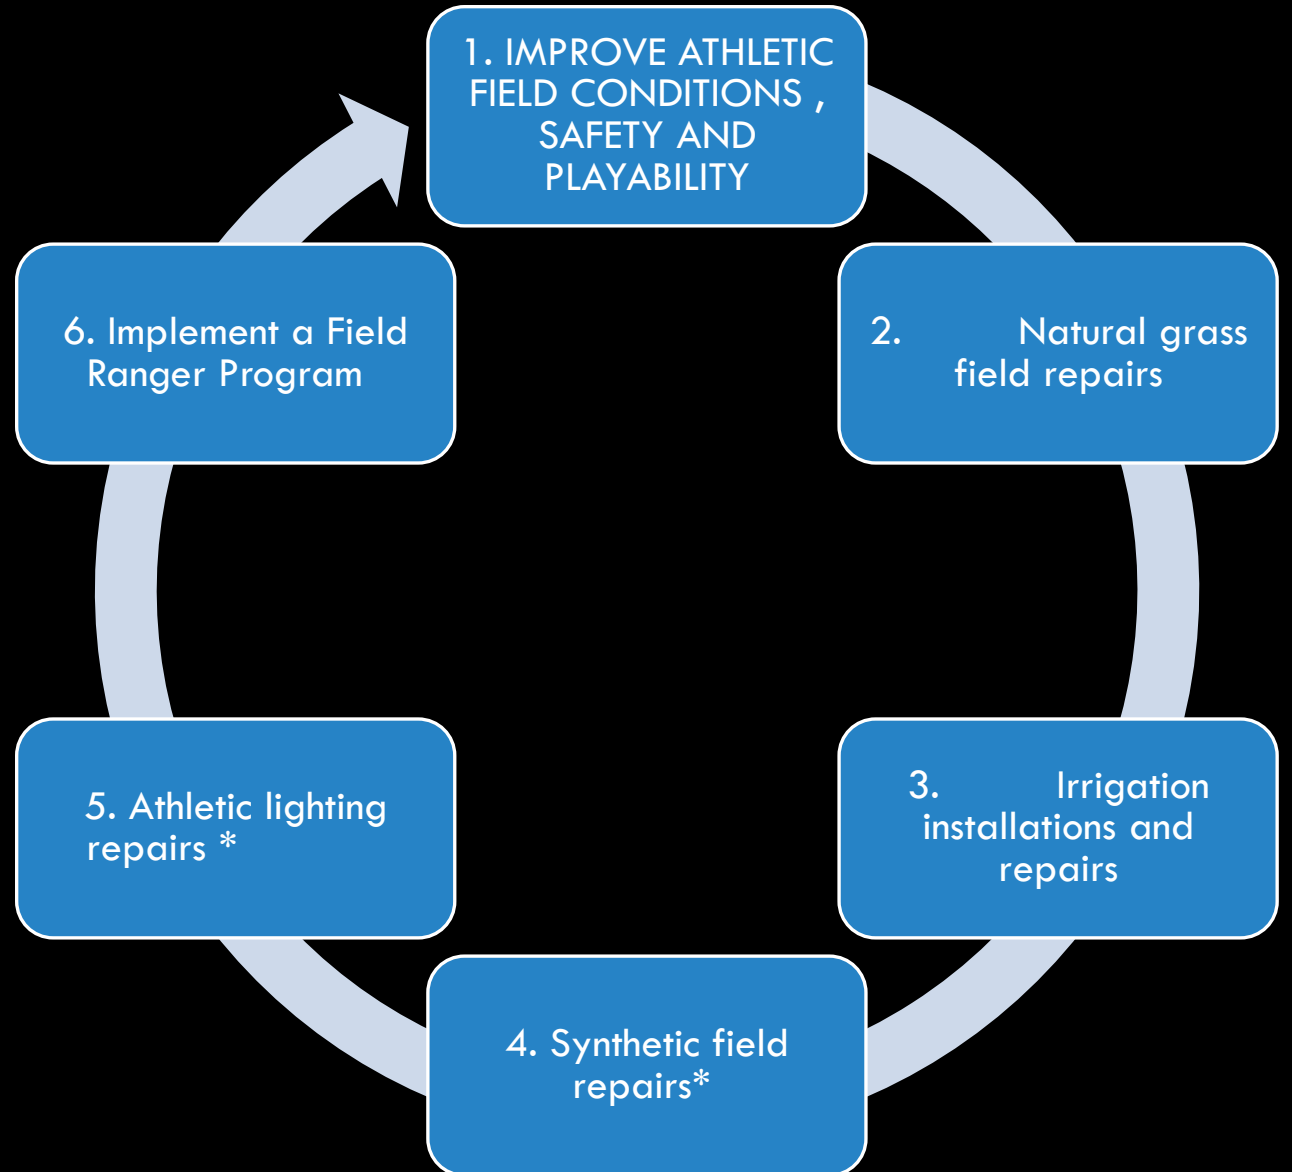 1. IMPROVE ATHLETIC
FIELD CONDITIONS ,
SAFETY AND
PLAYABILITY
2. Natural grass
field repairs
3. Irrigation
installations and
repairs
4. Synthetic field
repairs*
5. Athletic lighting
repairs *
6. Implement a Field
Ranger Program